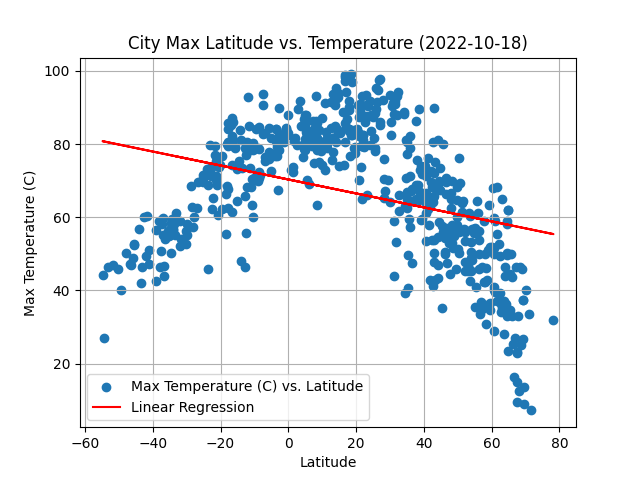 City Max Latitude vs. Temperature (2022-10-18)
Max Temperature (C)
100
80
60
40
20
Max Temperature (C) vs. Latitude
Linear Regression
−60
−40
−20
0
20
40
60
80
Latitude